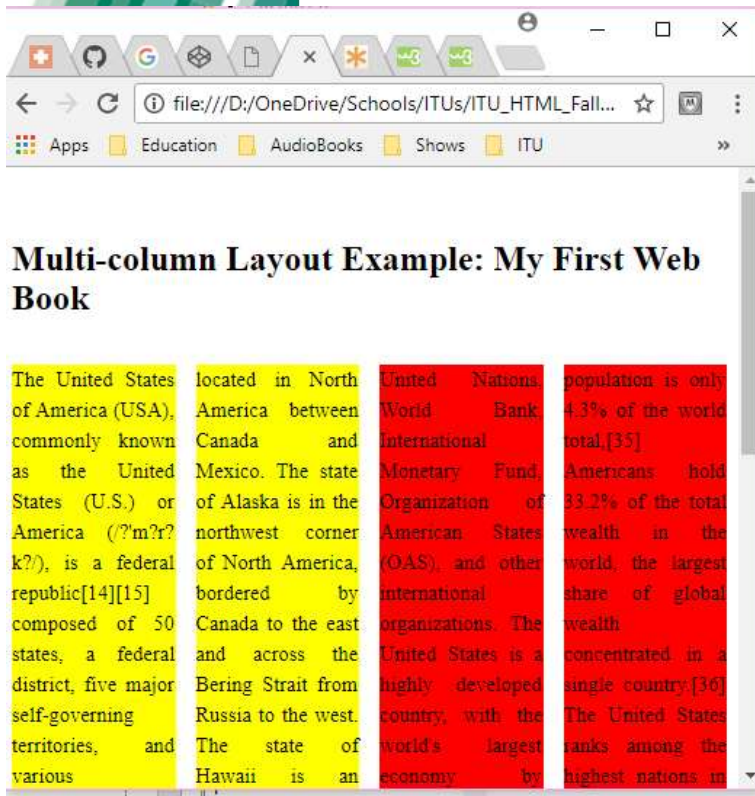 file:///D:/OneDrive/Schools/ITUs/ITU_HTML_Fall...
Apps Education AudioBooks Shows ITU »
Multi-column Layout Example: My First Web
Book
The United States
of America (USA),
commonly known
as the United
States (U.S.) or
America (/?'m?r?
k?/), is a federal
republic[14][15]
composed of 50
states, a federal
district, five major
self-governing
territories, and
various
located in North
America between
Canada and
Mexico. The state
of Alaska is in the
northwest corner
of North America,
bordered by
Canada to the east
and across the
Bering Strait from
Russia to the west.
The state of
Hawaii is an
United Nations,
World Bank,
International
Monetary Fund,
Organization of
American States
(OAS), and other
international
organizations. The
United States is a
highly developed
country, with the
world's largest
economy by
population is only
4.3% of the world
total,[35]
Americans hold
33.2% of the total
wealth in the
world, the largest
share of global
wealth
concentrated in a
single country.[36]
The United States
ranks among the
highest nations in